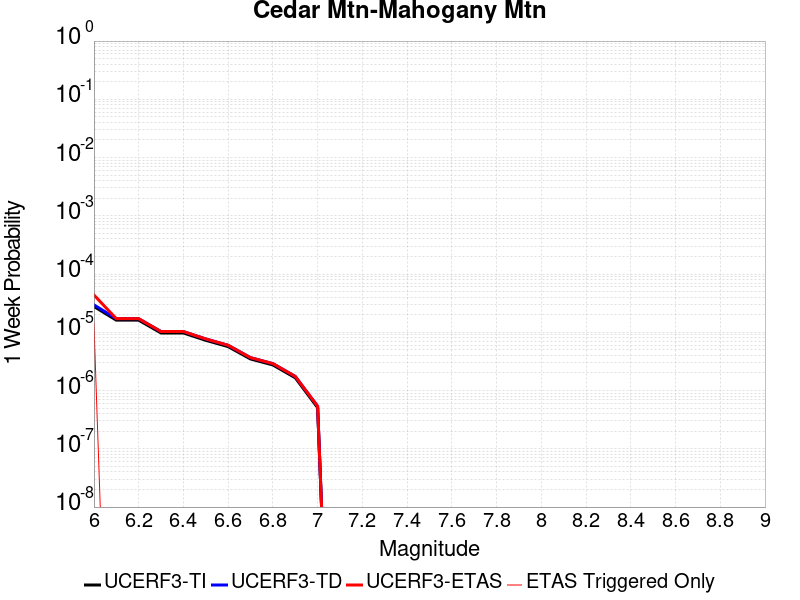 Cedar Mtn-Mahogany Mtn
10^0
10^-1
10^-2
10^-3
10^-4
10^-5
10^-6
10^-7
10^-8
1 Week Probability
6 6.2 6.4 6.6 6.8 7 7.2 7.4 7.6 7.8 8 8.2 8.4 8.6 8.8 9
Magnitude
UCERF3-TI UCERF3-TD UCERF3-ETAS ETAS Triggered Only